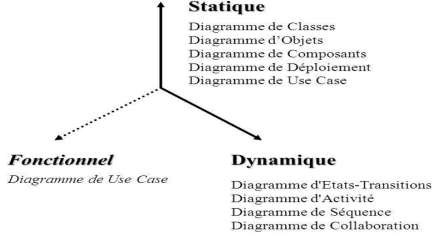 Statique
Diagramme de Classes
Diagramme d'Objets
Diagramme de Composants
Diagramme de Déploiement
Diagramme de Use Case
Fonctionnel
Diagramme de Use Case
Dynamique
Diagramme d'Etats-Transitions
Diagramme d'Activité
Diagramme de Séquence
Diagramme de Collaboration